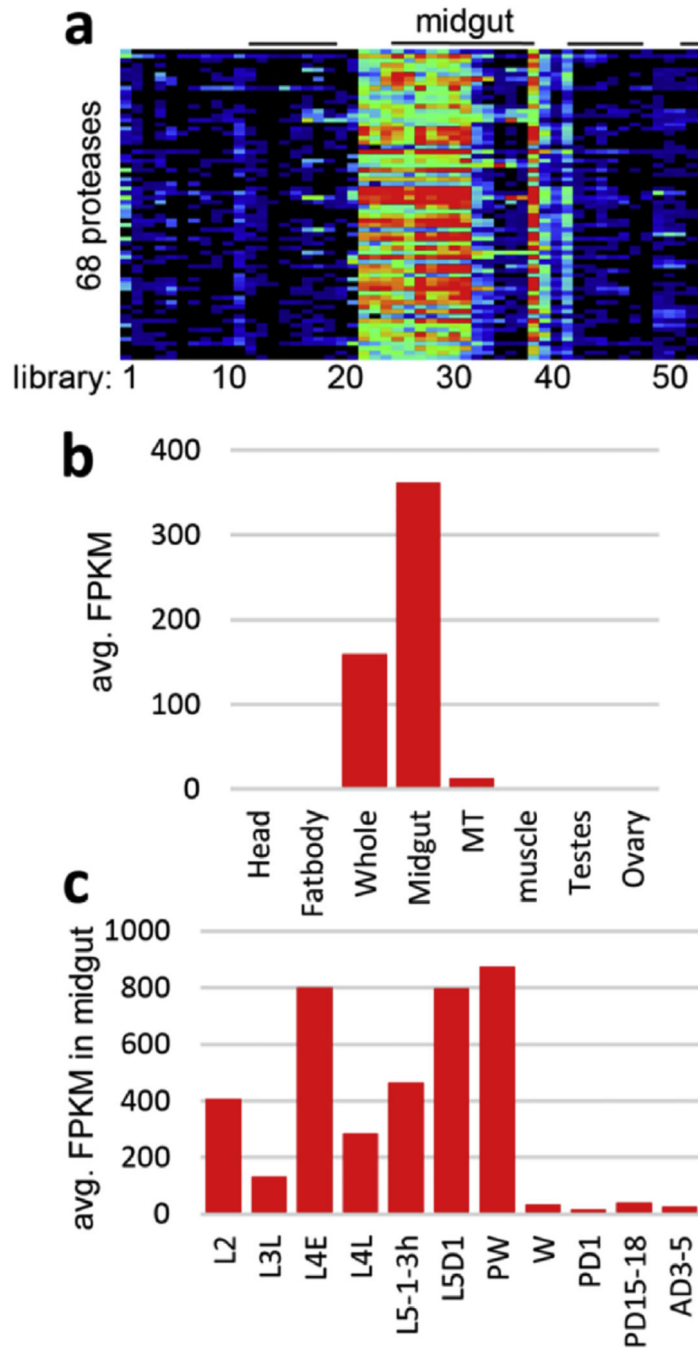 a
midgut
68 proteases
library: 1 10 20 30 40 50
b
avg. FPKM
400
300
200
100
0
Head
Fatbody
Whole
Midgut
MT
muscle
Testes
Ovary
c
avg. FPKM in midgut
1000
800
600
400
200
0
L2
L3L
L4E
L4L
L5-1-3h
L5D1
PW
W
PD1
PD15-18
AD3-5